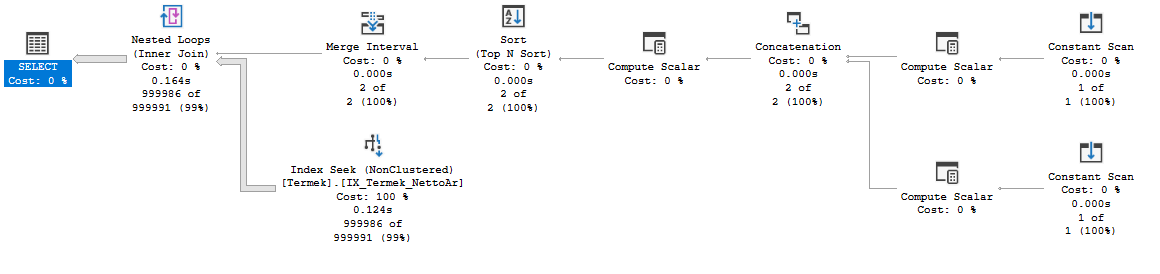 SELECT
Cost: 0 %
Nested Loops
(Inner Join)
Cost: 0 %
0.164s
999986 of
999991 (99%)
Merge Interval
Cost: 0 %
0.000s
2 of
2 (100%)
Sort
(Top N Sort)
Cost: 0 %
0.000s
2 of
2 (100%)
Compute Scalar
Cost: 0 %
Concatenation
Cost: 0 %
0.000s
2 of
2 (100%)
Compute Scalar
Cost: 0 %
Constant Scan
Cost: 0 %
0.000s
1 of
1 (100%)
Index Seek (NonClustered)
[Termek].[IX_Termek_NettoAr]
Cost: 100 %
0.124s
999986 of
999991 (99%)
Compute Scalar
Cost: 0 %
Constant Scan
Cost: 0 %
0.000s
1 of
1 (100%)